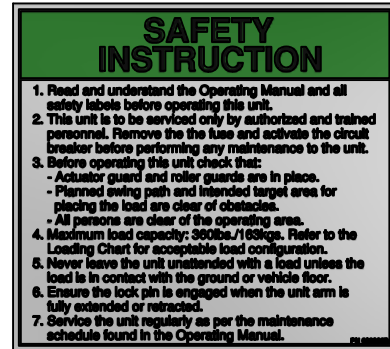 SAFETY
INSTRUCTION
1. Read and understand the Operating Manual and all
safety labels before operating this unit.
2. This unit is to be serviced only by authorized and trained
personnel. Remove the the fuse and activate the circuit
breaker before performing any maintenance to the unit.
3. Before operating this unit check that:
- Actuator guard and roller guards are in place.
- Planned swing path and intended target area for
placing the load are clear of obstacles.
- All persons are clear of the operating area.
4. Maximum load capacity: 360lbs./163kgs. Refer to the
Loading Chart for acceptable load configuration.
5. Never leave the unit unattended with a load unless the
load is in contact with the ground or vehicle floor.
6. Ensure the lock pin is engaged when the unit arm is
fully extended or retracted.
7. Service the unit regularly as per the maintenance
schedule found in the Operating Manual.